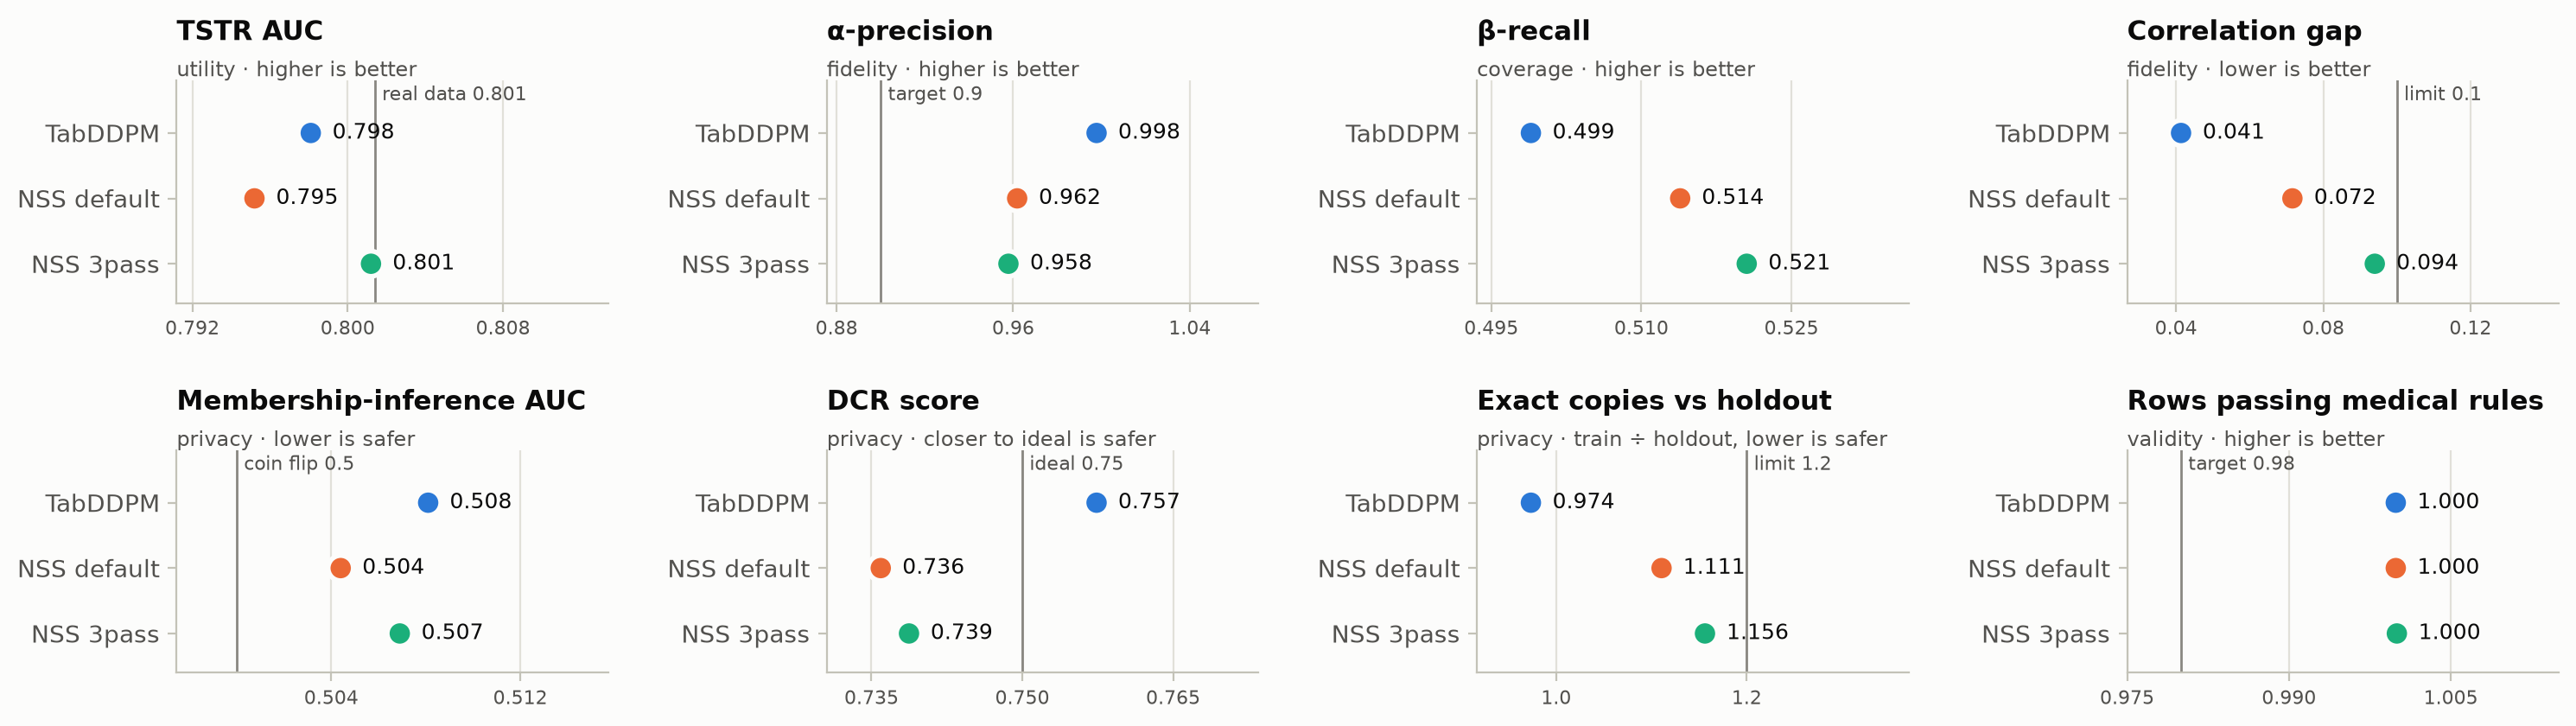 TSTR AUC
utility · higher is better
real data 0.801
TabDDPM
0.798
NSS default
0.795
NSS 3pass
0.801
0.792 0.800 0.808
α-precision
fidelity · higher is better
target 0.9
TabDDPM
0.998
NSS default
0.962
NSS 3pass
0.958
0.88 0.96 1.04
β-recall
coverage · higher is better
TabDDPM
0.499
NSS default
0.514
NSS 3pass
0.521
0.495 0.510 0.525
Correlation gap
fidelity · lower is better
limit 0.1
TabDDPM
0.041
NSS default
0.072
NSS 3pass
0.094
0.04 0.08 0.12
Membership-inference AUC
privacy · lower is safer
coin flip 0.5
TabDDPM
0.508
NSS default
0.504
NSS 3pass
0.507
0.504 0.512
DCR score
privacy · closer to ideal is safer
ideal 0.75
TabDDPM
0.757
NSS default
0.736
NSS 3pass
0.739
0.735 0.750 0.765
Exact copies vs holdout
privacy · train ÷ holdout, lower is safer
limit 1.2
TabDDPM
0.974
NSS default
1.111
NSS 3pass
1.156
1.0 1.2
Rows passing medical rules
validity · higher is better
target 0.98
TabDDPM
1.000
NSS default
1.000
NSS 3pass
1.000
0.975 0.990 1.005